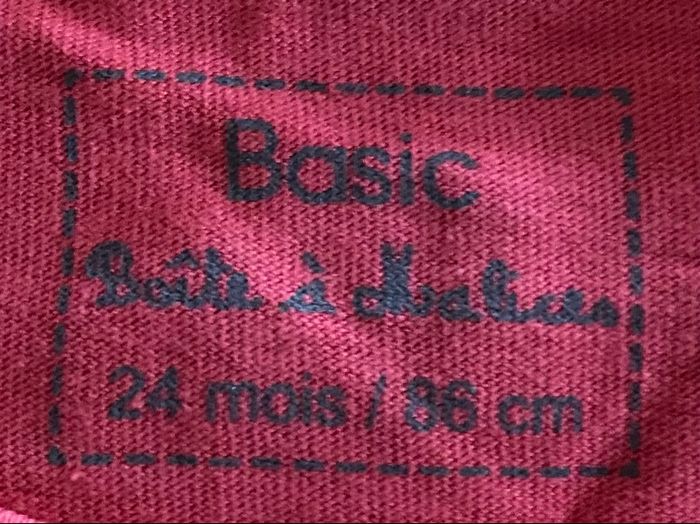 Basic
Boîte à Malices
24 mois / 86 cm